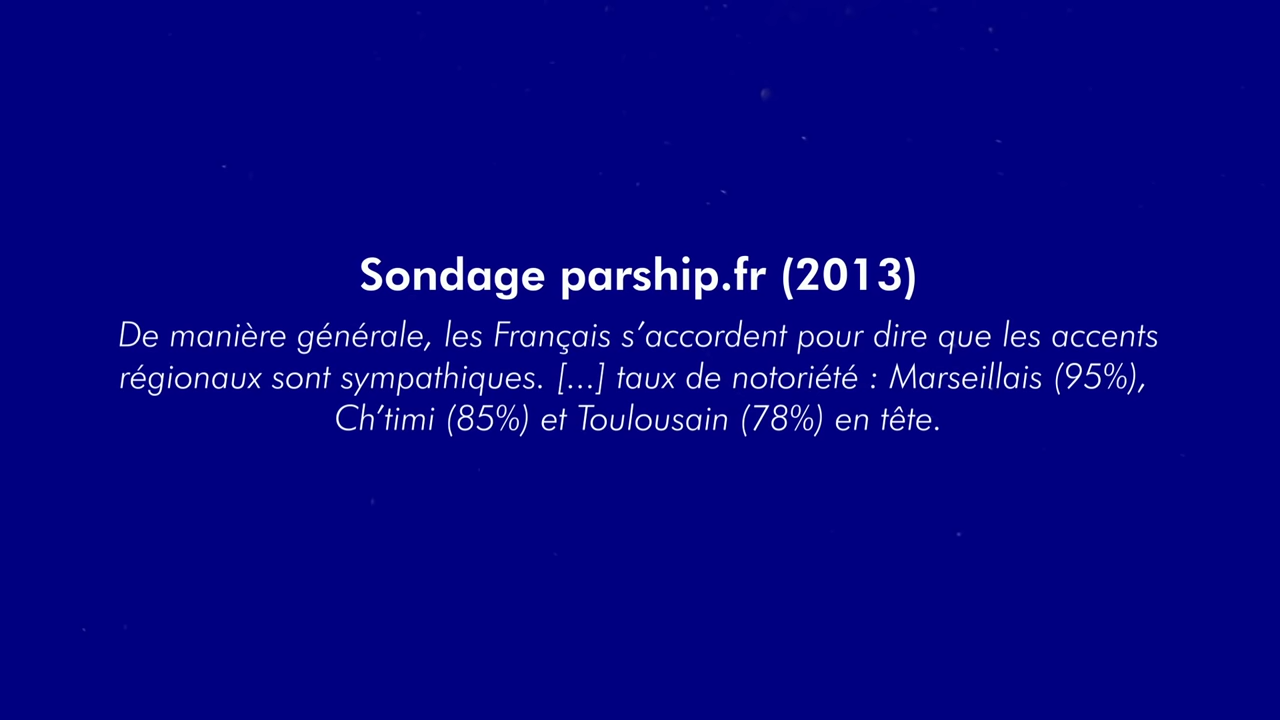 Sondage parship.fr (2013)
De manière générale, les Français s’accordent pour dire que les accents
régionaux sont sympathiques. [...] taux de notoriété : Marseillais (95%),
Ch’timi (85%) et Toulousain (78%) en tête.